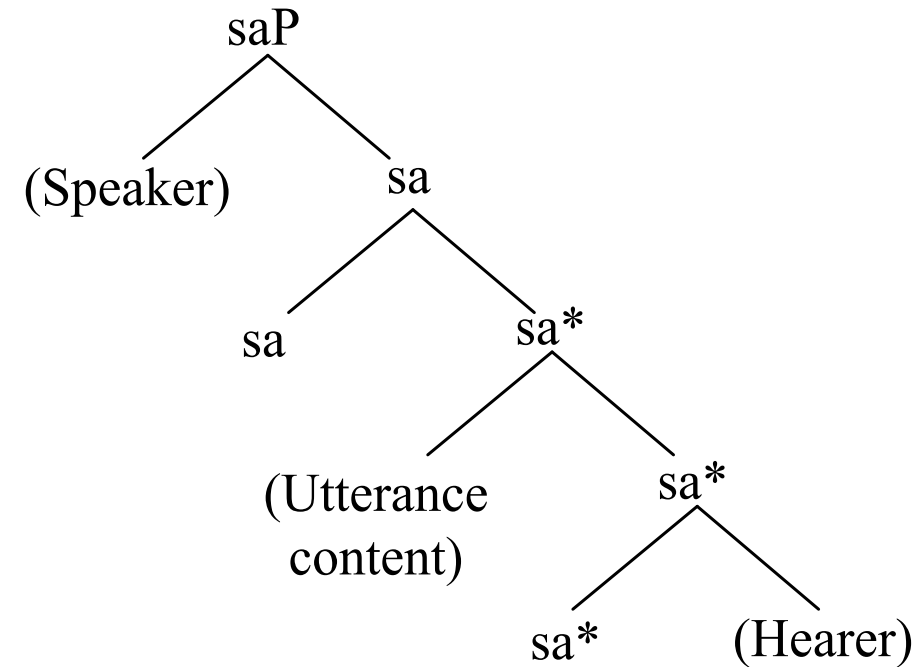 saP
(Speaker) sa
sa sa*
(Utterance sa*
content)
sa* (Hearer)